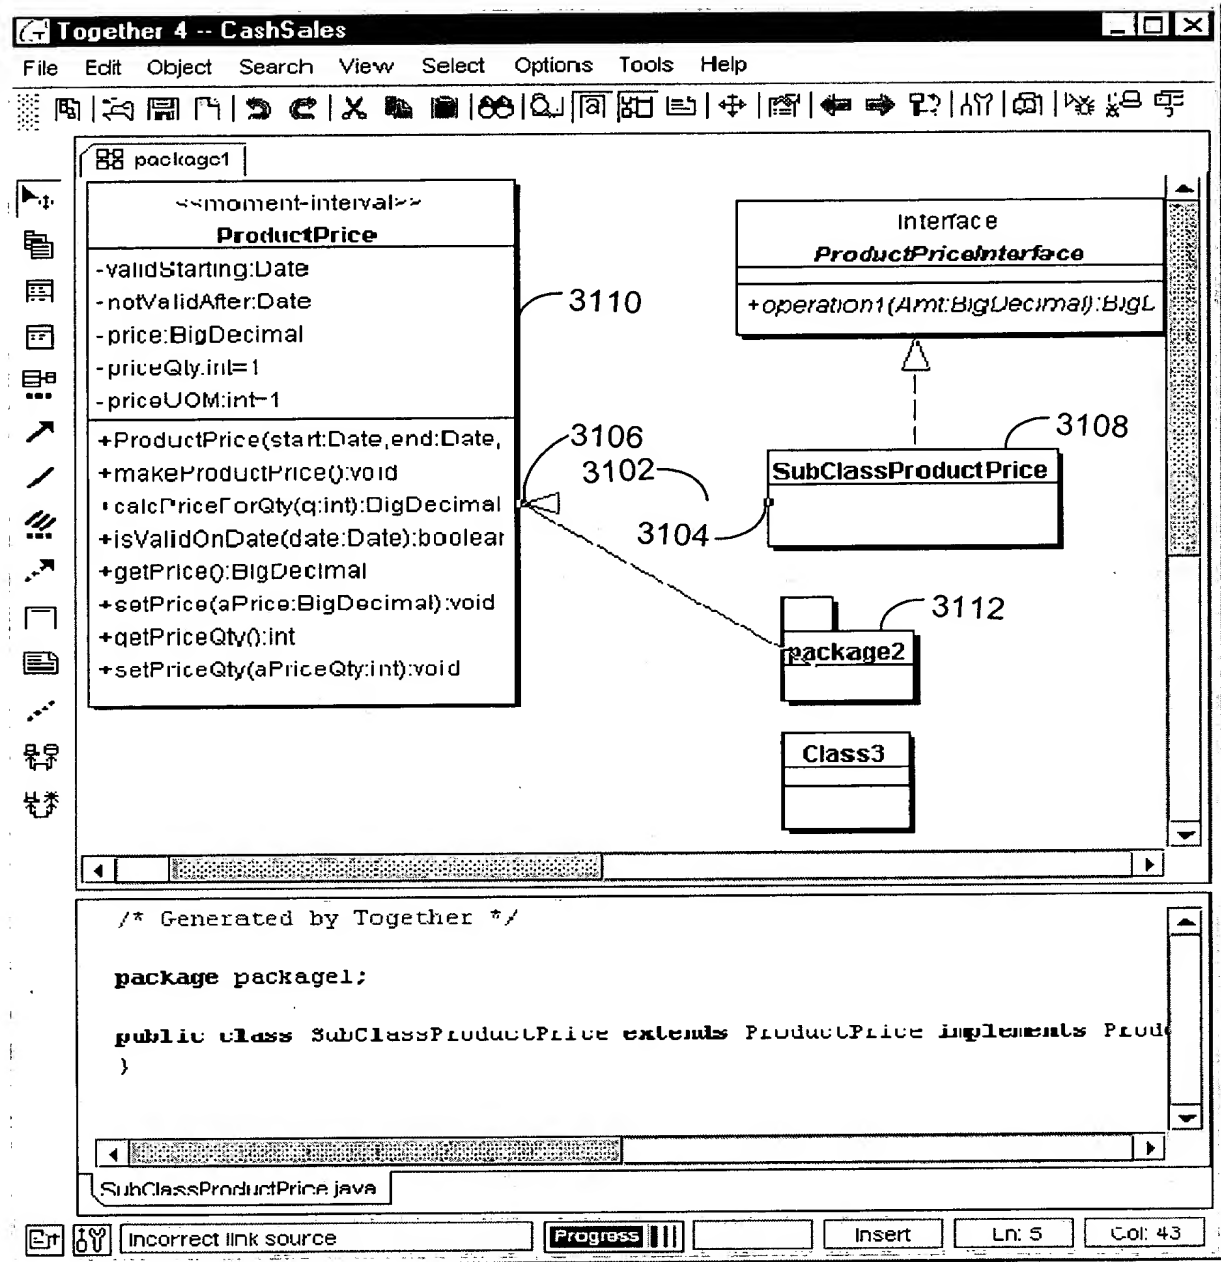 Together 4 -- CashSales
File Edit Object Search View Select Options Tools Help
package1
<<moment-interval>>
ProductPrice
-validStarting:Date
-notValidAfter:Date
-price:BigDecimal
-priceQty:int=1
-priceUOM:int=1
+ProductPrice(start:Date,end:Date,
+makeProductPrice():void
+calcPriceForQty(q:int):BigDecimal
+isValidOnDate(date:Date):boolear
+getPrice():BigDecimal
+setPrice(aPrice:BigDecimal):void
+getPriceQty():int
+setPriceQty(aPriceQty:int):void
3110
Interface
ProductPriceInterface
+operation1(Amt:BigDecimal):BigD
3106
3102
3104
3108
SubClassProductPrice
3112
package2
Class3
/* Generated by Together */
package package1;
public class SubClassProductPrice extends ProductPrice implements Prod
}
SubClassProductPrice.java
Incorrect link source
Progress
Insert
Ln: 5
Col: 43